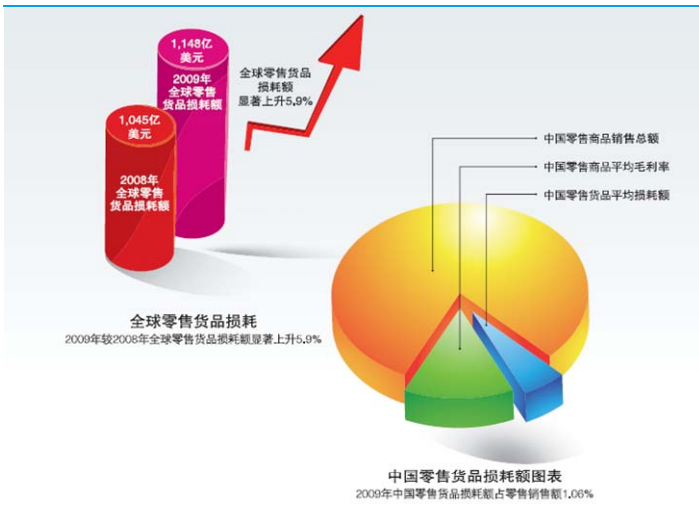 1,148亿
美元
2009年
全球零售
货品损耗额
1,045亿
美元
2008年
全球零售
货品损耗额
全球零售货品
损耗额
显著上升5.9%
全球零售货品损耗
2009年较2008年全球零售货品损耗额显著上升5.9%
中国零售商品销售总额
中国零售商品平均毛利率
中国零售货品平均损耗额
中国零售货品损耗额图表
2009年中国零售货品损耗额占零售销售额1.06%